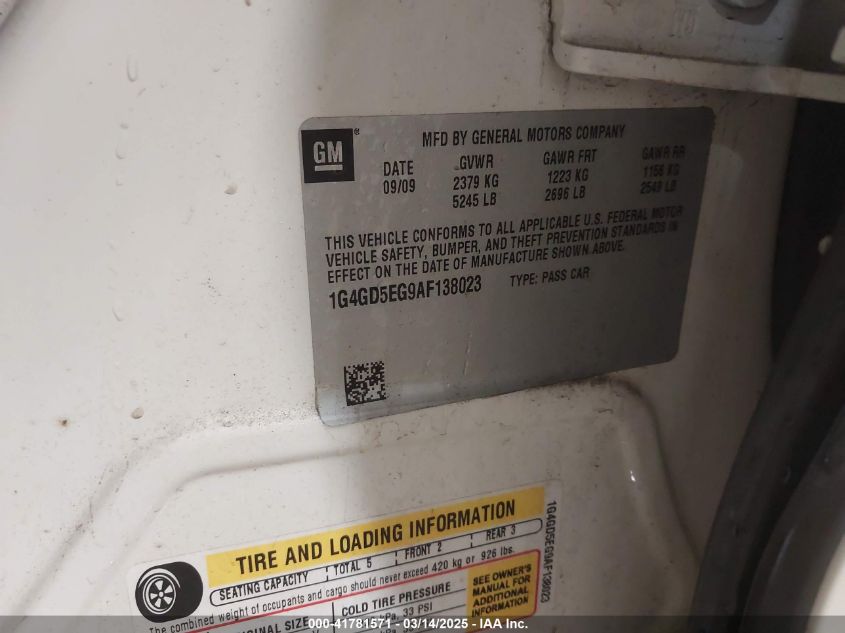 GM®
MFD BY GENERAL MOTORS COMPANY
DATE GVWR GAWR FRT GAWR RR
09/09 2379 KG 1223 KG 1156 KG
5245 LB 2696 LB 2549 LB
THIS VEHICLE CONFORMS TO ALL APPLICABLE U.S. FEDERAL MOTOR
VEHICLE SAFETY, BUMPER, AND THEFT PREVENTION STANDARDS IN
EFFECT ON THE DATE OF MANUFACTURE SHOWN ABOVE.
1G4GD5EG9AF138023 TYPE: PASS CAR
TIRE AND LOADING INFORMATION
SEATING CAPACITY TOTAL 5 FRONT 2 REAR 3
The combined weight of occupants and cargo should never exceed 420 kg or 926 lbs.
ORIGINAL SIZE COLD TIRE PRESSURE
kPa, 33 PSI
SEE OWNER'S
MANUAL FOR
ADDITIONAL
INFORMATION
1G4GD5EG9AF138023
000-41781571 - 03/14/2025 - IAAI.